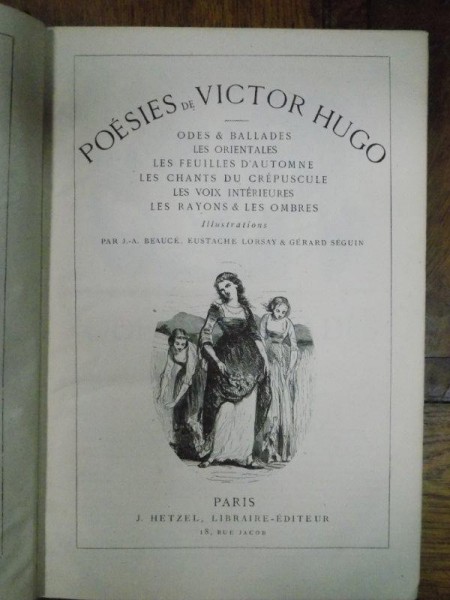 POÉSIES DE VICTOR HUGO
ODES & BALLADES
LES ORIENTALES
LES FEUILLES D'AUTOMNE
LES CHANTS DU CRÉPUSCULE
LES VOIX INTÉRIEURES
LES RAYONS & LES OMBRES
Illustrations
PAR J.-A. BEAUCÉ, EUSTACHE LORSAY & GÉRARD SÉGUIN
PARIS
J. HETZEL, LIBRAIRE-ÉDITEUR
18, RUE JACOB